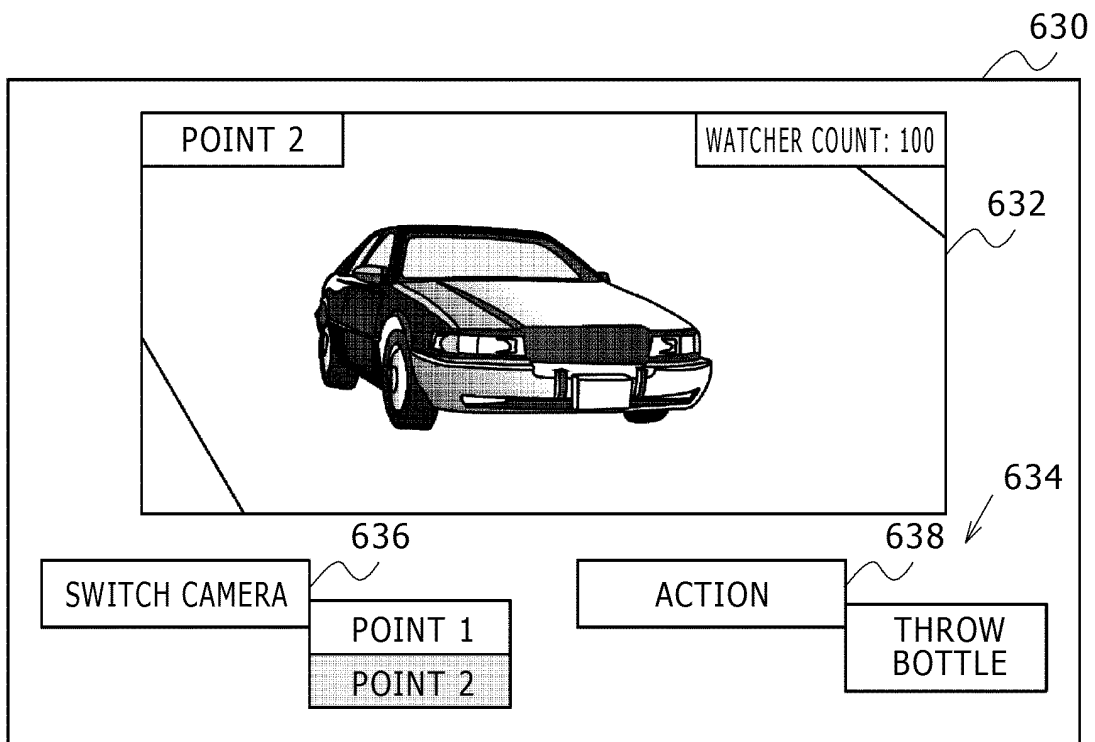 630
POINT 2
WATCHER COUNT: 100
632
634
636
638
SWITCH CAMERA
ACTION
POINT 1
THROW
BOTTLE
POINT 2